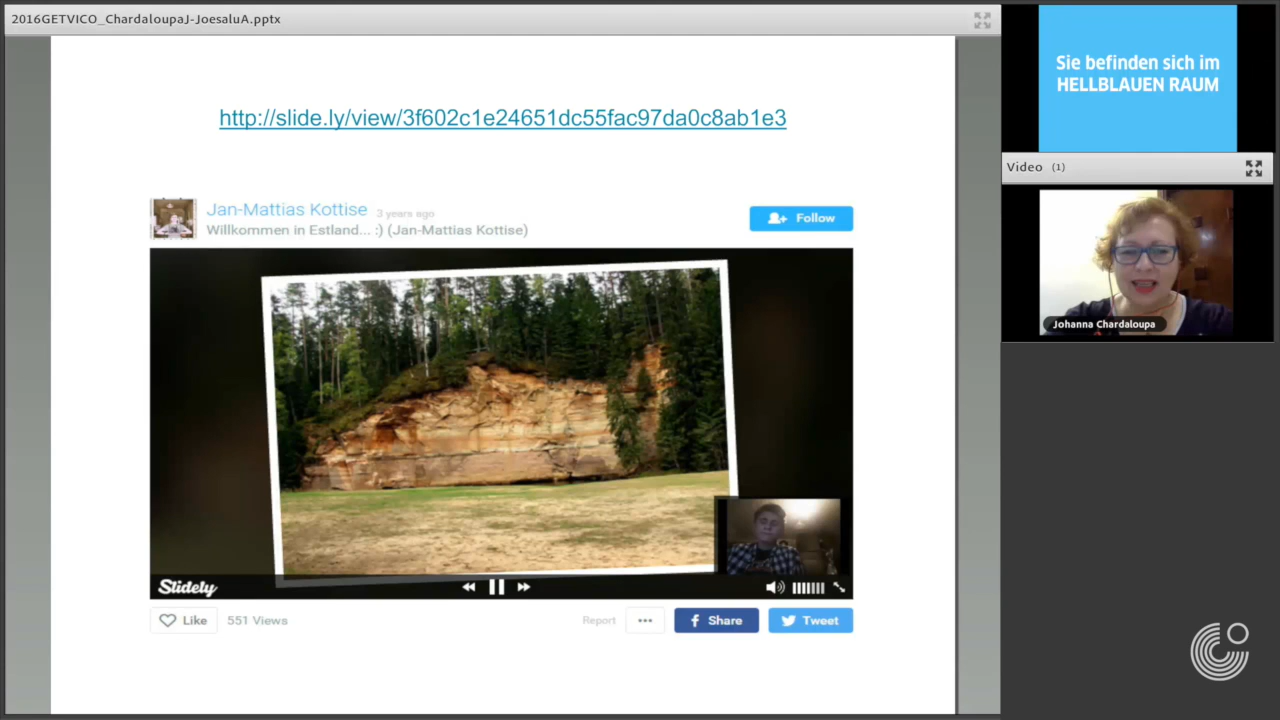 2016GETVICO_ChardaloupaJ-JoesaluA.pptx
http://slide.ly/view/3f602c1e24651dc55fac97da0c8ab1e3
Jan-Mattias Kottise 3 years ago
Willkommen in Estland... :) (Jan-Mattias Kottise)
Follow
Slidely
Like
551 Views
Report
...
Share
Tweet
Sie befinden sich im
HELLBLAUEN RAUM
Video (1)
Johanna Chardaloupa